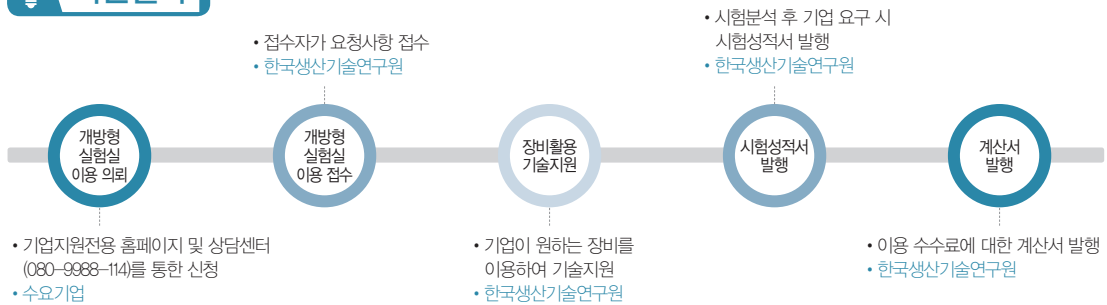 • 시험분석 후 기업 요구 시
시험성적서 발행
• 한국생산기술연구원
• 접수자가 요청사항 접수
• 한국생산기술연구원
개방형
실험실
이용 의뢰
개방형
실험실
이용 접수
장비활용
기술지원
시험성적서
발행
계산서
발행
• 기업지원전용 홈페이지 및 상담센터
(080-9988-114)를 통한 신청
• 수요기업
• 기업이 원하는 장비를
이용하여 기술지원
• 한국생산기술연구원
• 이용 수수료에 대한 계산서 발행
• 한국생산기술연구원